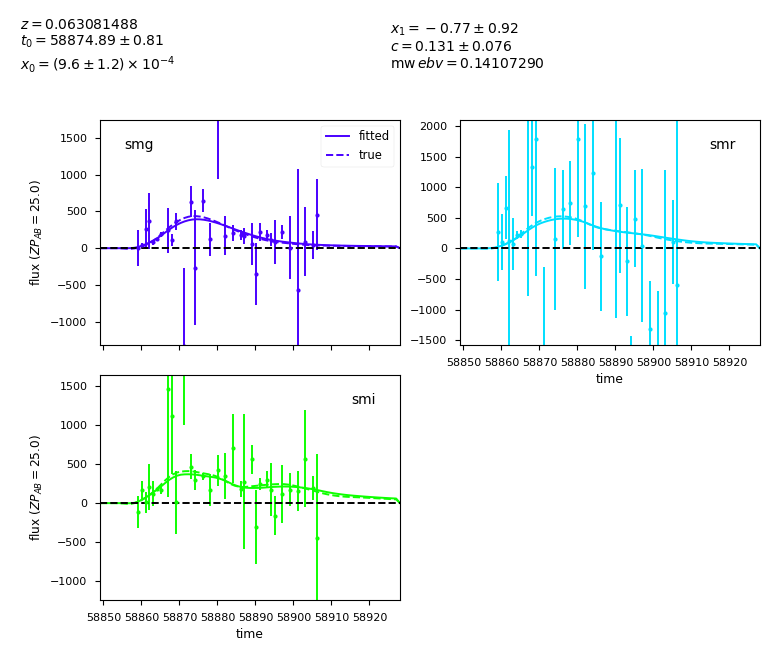 z = 0.063081488
t₀ = 58874.89 ± 0.81
x₀ = (9.6 ± 1.2) × 10⁻⁴
x₁ = −0.77 ± 0.92
c = 0.131 ± 0.076
mw ebv = 0.14107290
smg
fitted
true
1500
1000
500
0
−500
−1000
flux (ZP_AB = 25.0)
smr
2000
1500
1000
500
0
−500
−1000
−1500
58850 58860 58870 58880 58890 58900 58910 58920
time
smi
1500
1000
500
0
−500
−1000
flux (ZP_AB = 25.0)
58850 58860 58870 58880 58890 58900 58910 58920
time